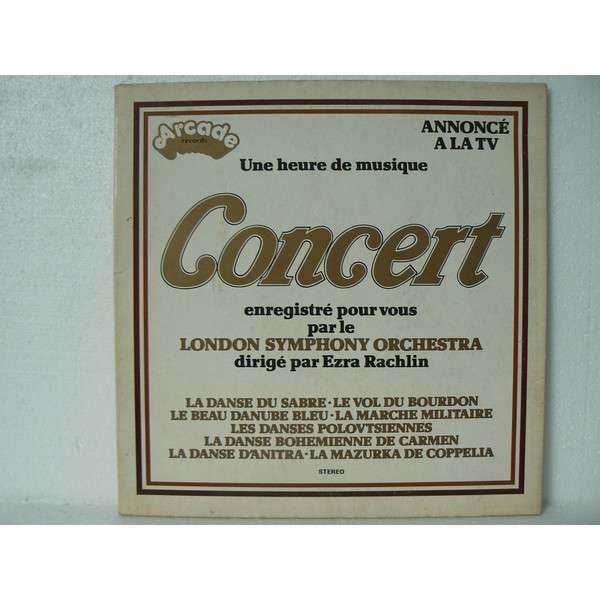 Arcade
records
ANNONCÉ
A LA TV
Une heure de musique
Concert
enregistré pour vous
par le
LONDON SYMPHONY ORCHESTRA
dirigé par Ezra Rachlin
LA DANSE DU SABRE · LE VOL DU BOURDON
LE BEAU DANUBE BLEU · LA MARCHE MILITAIRE
LES DANSES POLOVTSIENNES
LA DANSE BOHEMIENNE DE CARMEN
LA DANSE D'ANITRA · LA MAZURKA DE COPPELIA
STEREO